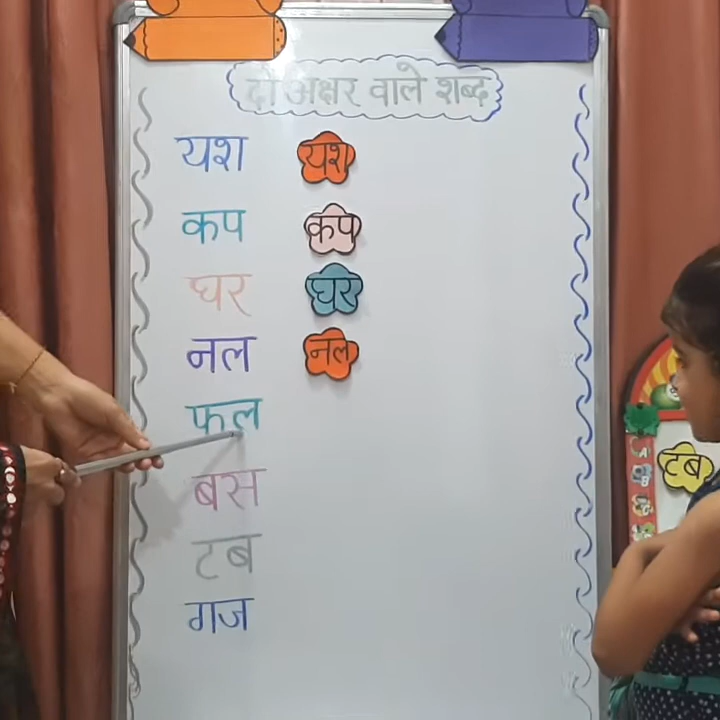 दो अक्षर वाले शब्द
यश यश
कप कप
घर घर
नल नल
फल
बस
टब टब
गज